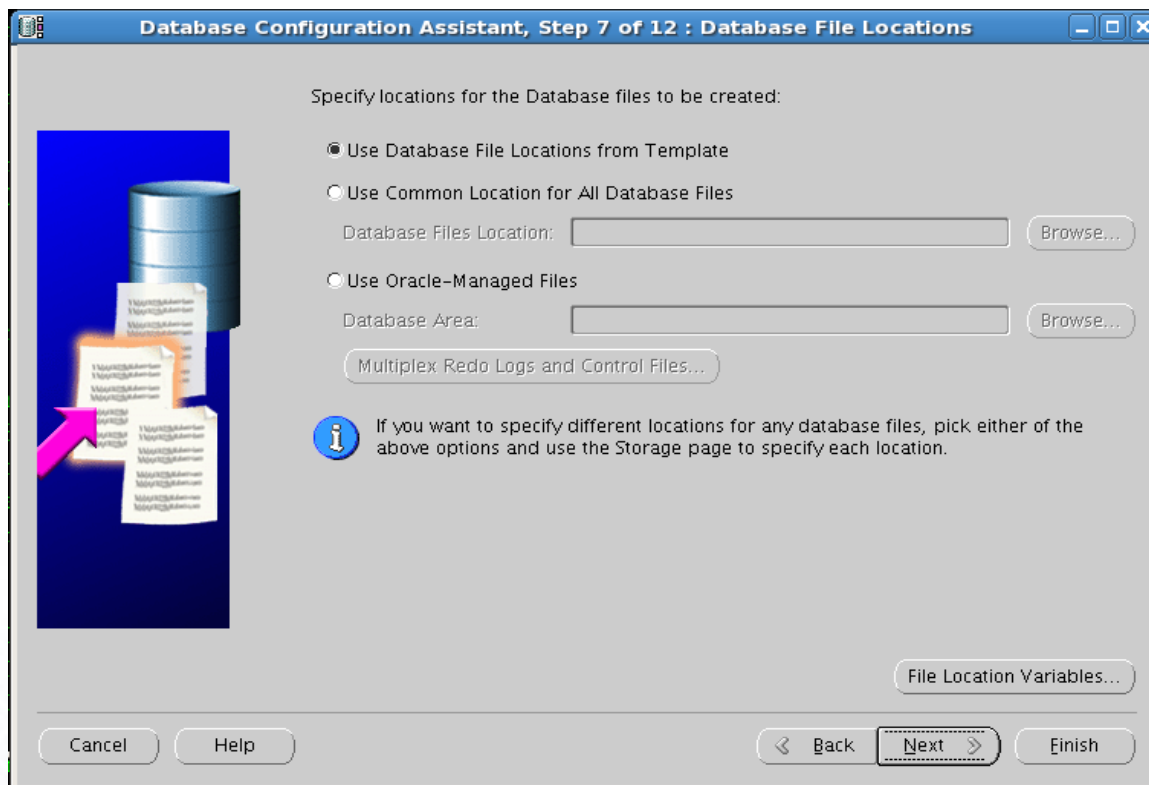 Database Configuration Assistant, Step 7 of 12 : Database File Locations
Specify locations for the Database files to be created:
Use Database File Locations from Template
Use Common Location for All Database Files
Database Files Location:
Browse...
Use Oracle-Managed Files
Database Area:
Browse...
Multiplex Redo Logs and Control Files...
If you want to specify different locations for any database files, pick either of the
above options and use the Storage page to specify each location.
File Location Variables...
Cancel
Help
Back
Next
Finish